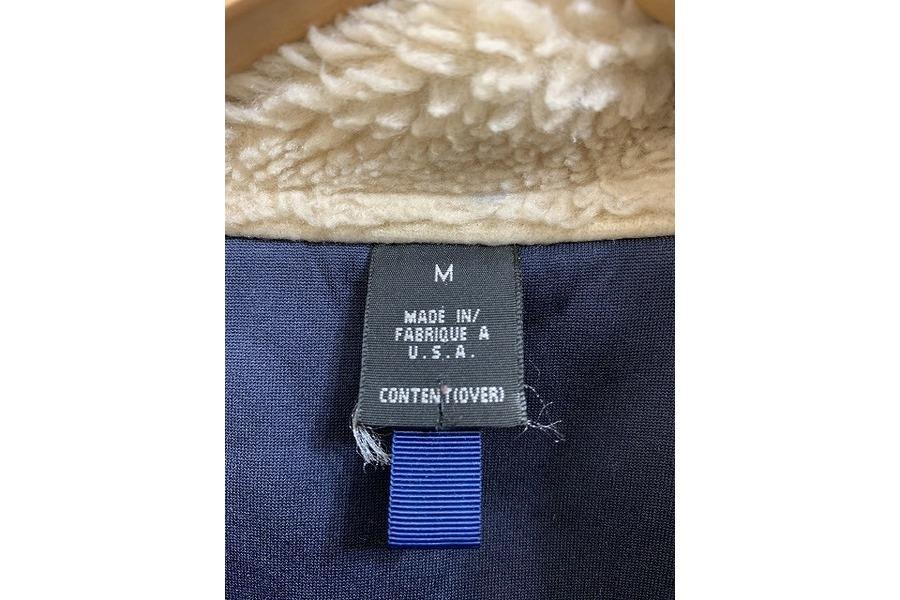 M
MADE IN/
FABRIQUE A
U.S.A.
CONTENT(OVER)